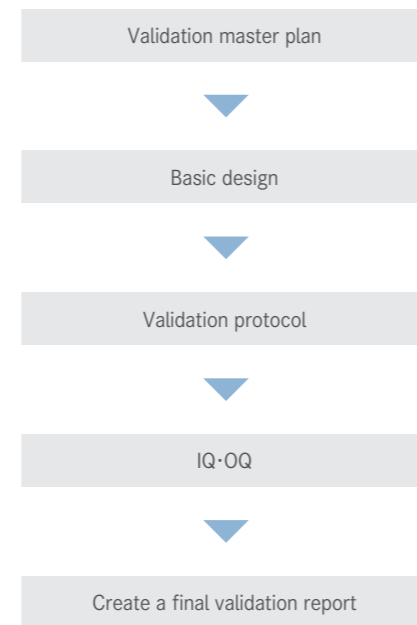 Validation master plan
Basic design
Validation protocol
IQ·OQ
Create a final validation report